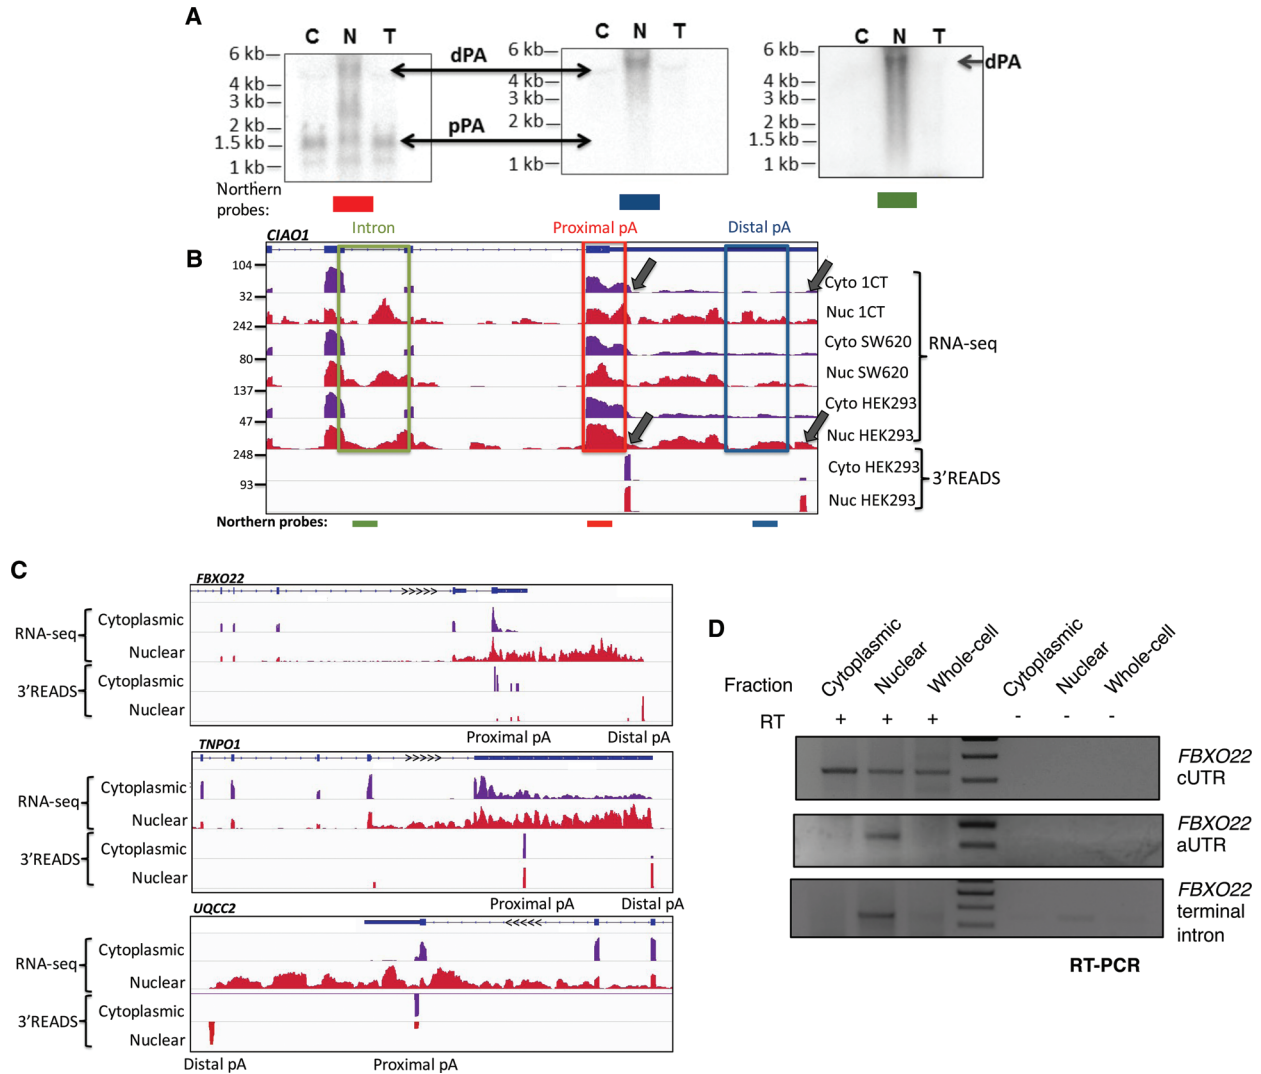 A
C N T
6 kb
4 kb
3 kb
2 kb
1.5 kb
1 kb
dPA
pPA
C N T
6 kb
4 kb
3 kb
2 kb
1 kb
C N T
6 kb
4 kb
3 kb
2 kb
1.5 kb
1 kb
dPA
Northern
probes:
B
CIAO1
Intron
Proximal pA
Distal pA
104
Cyto 1CT
32
Nuc 1CT
242
Cyto SW620
80
Nuc SW620
137
Cyto HEK293
47
Nuc HEK293
RNA-seq
248
Cyto HEK293
93
Nuc HEK293
3'READS
Northern probes:
C
FBXO22
>>>>>
RNA-seq
Cytoplasmic
Nuclear
3'READS
Cytoplasmic
Nuclear
Proximal pA
Distal pA
TNPO1
>>>>>
RNA-seq
Cytoplasmic
Nuclear
3'READS
Cytoplasmic
Nuclear
Proximal pA
Distal pA
UQCC2
<<<<<
RNA-seq
Cytoplasmic
Nuclear
3'READS
Cytoplasmic
Nuclear
Distal pA
Proximal pA
D
Fraction
Cytoplasmic
Nuclear
Whole-cell
Cytoplasmic
Nuclear
Whole-cell
RT + + + - - -
FBXO22
cUTR
FBXO22
aUTR
FBXO22
terminal
intron
RT-PCR